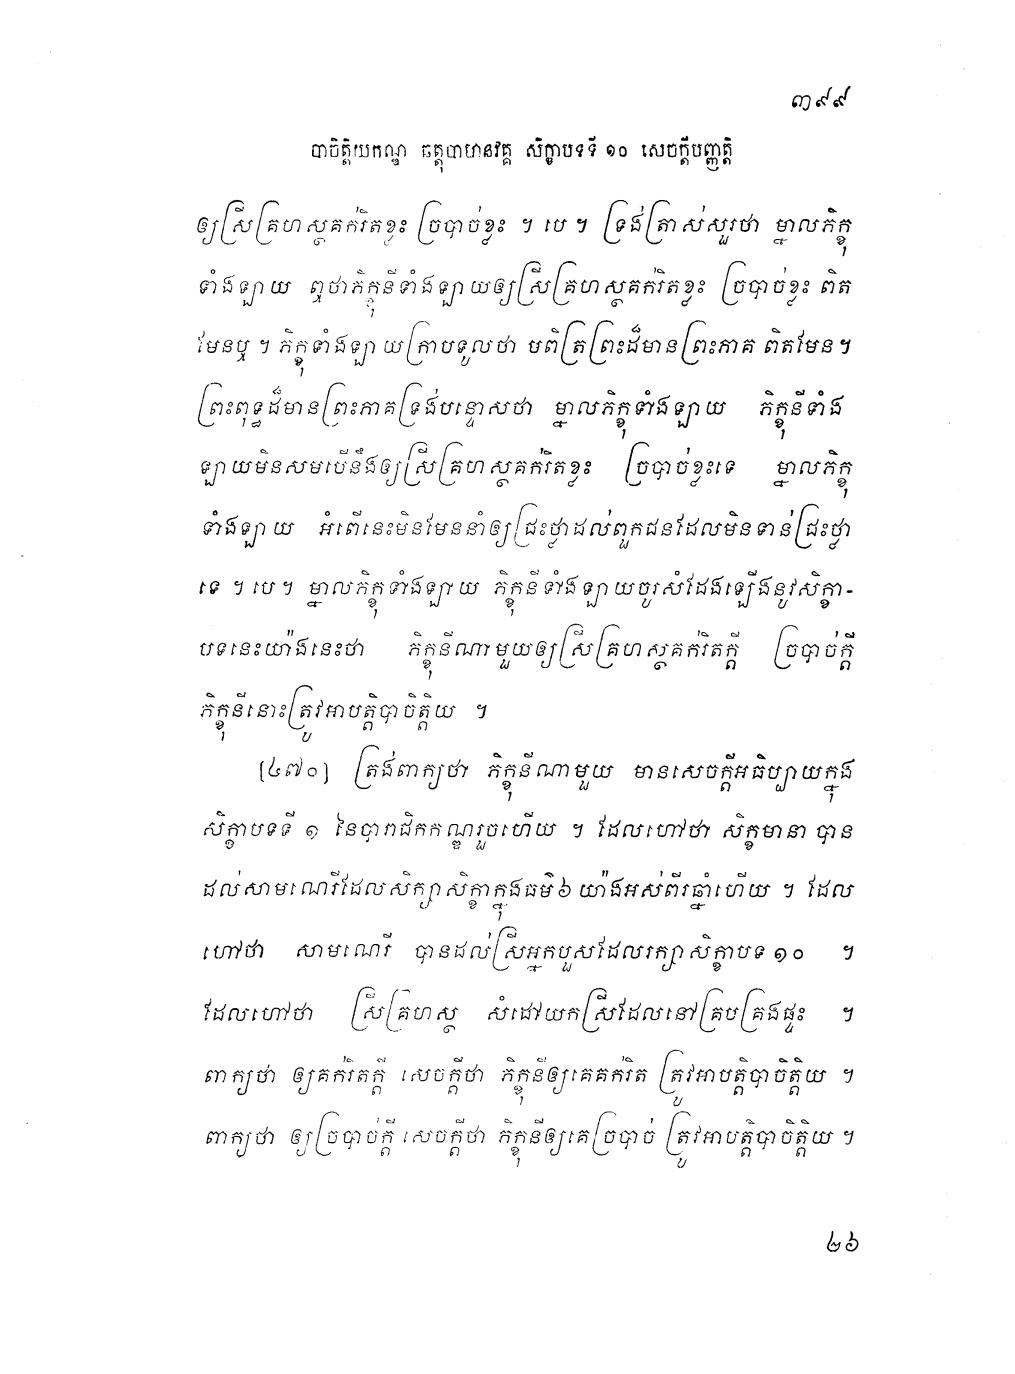 ៣៩៩
បាចិត្តិយកណ្ឌ ឆត្តុបាហនវគ្គ សិក្ខាបទទី ១០ សេចក្តីបញ្ញត្តិ
ឲ្យស្រីគ្រហស្ថគក់រិតខ្លះ ច្របាច់ខ្លះ ។ បេ ។ ទ្រង់ត្រាស់សួរថា ម្នាលភិក្ខុ
ទាំងឡាយ ឮថាភិក្ខុនីទាំងឡាយឲ្យស្រីគ្រហស្ថគក់រិតខ្លះ ច្របាច់ខ្លះ ពិត
មែនឬ ។ ភិក្ខុទាំងឡាយក្រាបទូលថា បពិត្រព្រះដ៏មានព្រះភាគ ពិតមែន។
ព្រះពុទ្ធដ៏មានព្រះភាគទ្រង់បន្ទោសថា ម្នាលភិក្ខុទាំងឡាយ ភិក្ខុនីទាំង
ឡាយមិនសមបើនឹងឲ្យស្រីគ្រហស្ថគក់រិតខ្លះ ច្របាច់ខ្លះទេ ម្នាលភិក្ខុ
ទាំងឡាយ អំពើនេះមិនមែននាំឲ្យជ្រះថ្លាដល់ពួកជនដែលមិនទាន់ជ្រះថ្លា
ទេ ។ បេ ។ ម្នាលភិក្ខុទាំងឡាយ ភិក្ខុនីទាំងឡាយចូរសំដែងឡើងនូវសិក្ខា-
បទនេះយ៉ាងនេះថា ភិក្ខុនីណាមួយឲ្យស្រីគ្រហស្ថគក់រិតក្តី ច្របាច់ក្តី
ភិក្ខុនីនោះត្រូវអាបត្តិបាចិត្តិយ ។
[៤៧០] ត្រង់ពាក្យថា ភិក្ខុនីណាមួយ មានសេចក្តីអធិប្បាយក្នុង
សិក្ខាបទទី ១ នៃបារាជិកកណ្ឌរួចហើយ ។ ដែលហៅថា សិក្ខមានា បាន
ដល់សាមណេរីដែលសិក្សាសិក្ខាក្នុងធម៌ ៦ យ៉ាងអស់ពីរឆ្នាំហើយ ។ ដែល
ហៅថា សាមណេរី បានដល់ស្រីអ្នកបួសដែលរក្សាសិក្ខាបទ ១០ ។
ដែលហៅថា ស្រីគ្រហស្ថ សំដៅយកស្រីដែលនៅគ្របគ្រងផ្ទះ ។
ពាក្យថា ឲ្យគក់រិតក្តី សេចក្តីថា ភិក្ខុនីឲ្យគេគក់រិត ត្រូវអាបត្តិបាចិត្តិយ ។
ពាក្យថា ឲ្យច្របាច់ក្តី សេចក្តីថា ភិក្ខុនីឲ្យគេច្របាច់ ត្រូវអាបត្តិបាចិត្តិយ ។
២៦